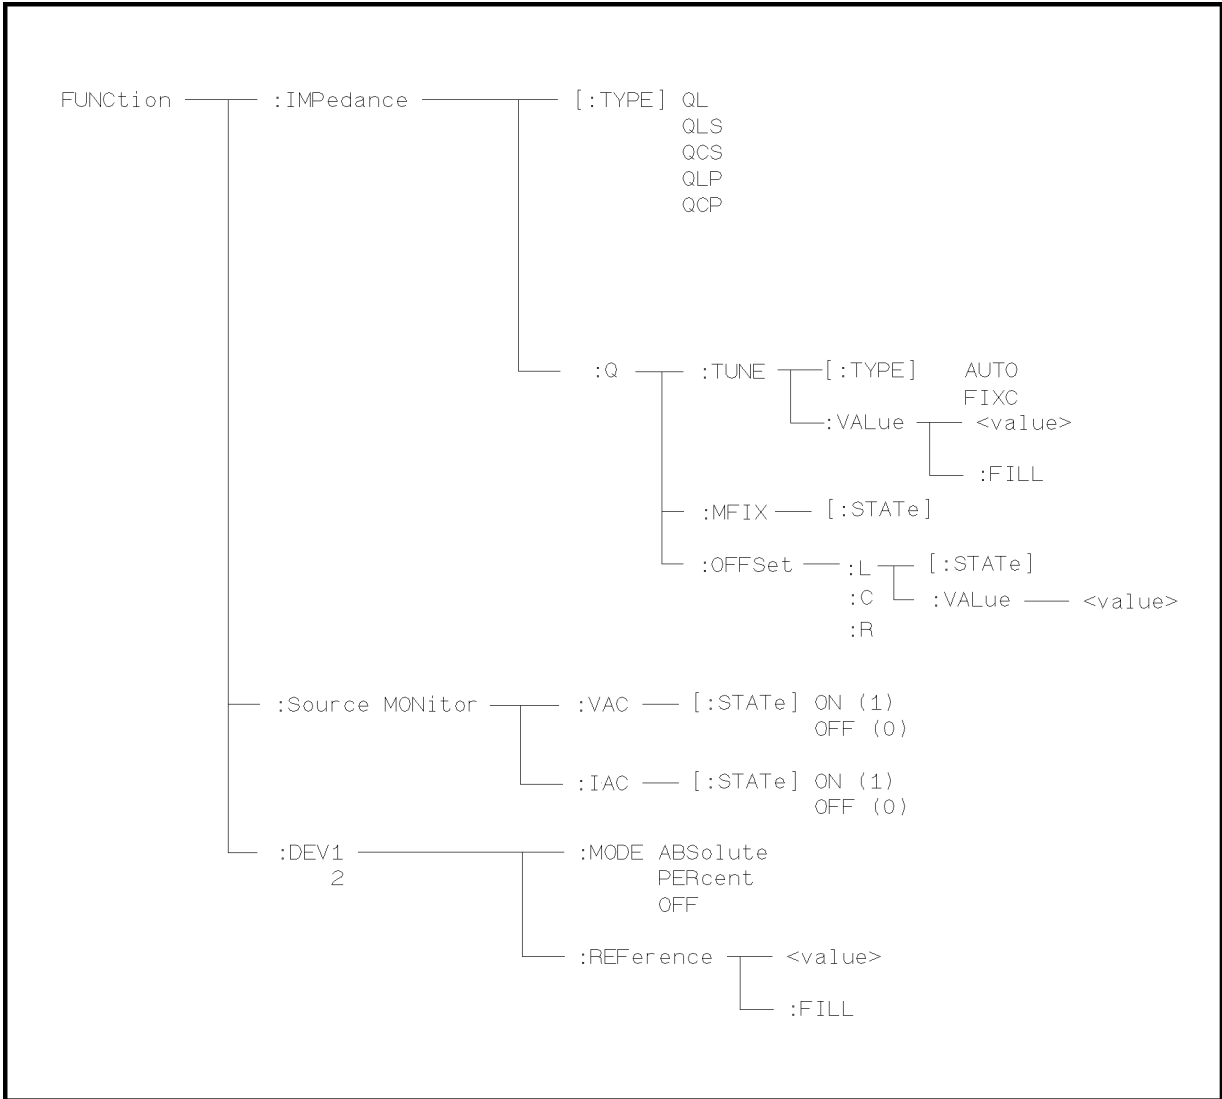 FUNCtion :IMPedance [:TYPE] QL
QLS
QCS
QLP
QCP
:Q :TUNE [:TYPE] AUTO
FIXC
:VALue <value>
:FILL
:MFIX [:STATe]
:OFFSet :L [:STATe]
:C :VALue <value>
:R
:Source MONitor :VAC [:STATe] ON (1)
OFF (0)
:IAC [:STATe] ON (1)
OFF (0)
:DEV1 :MODE ABSolute
2 PERcent
OFF
:REFerence <value>
:FILL